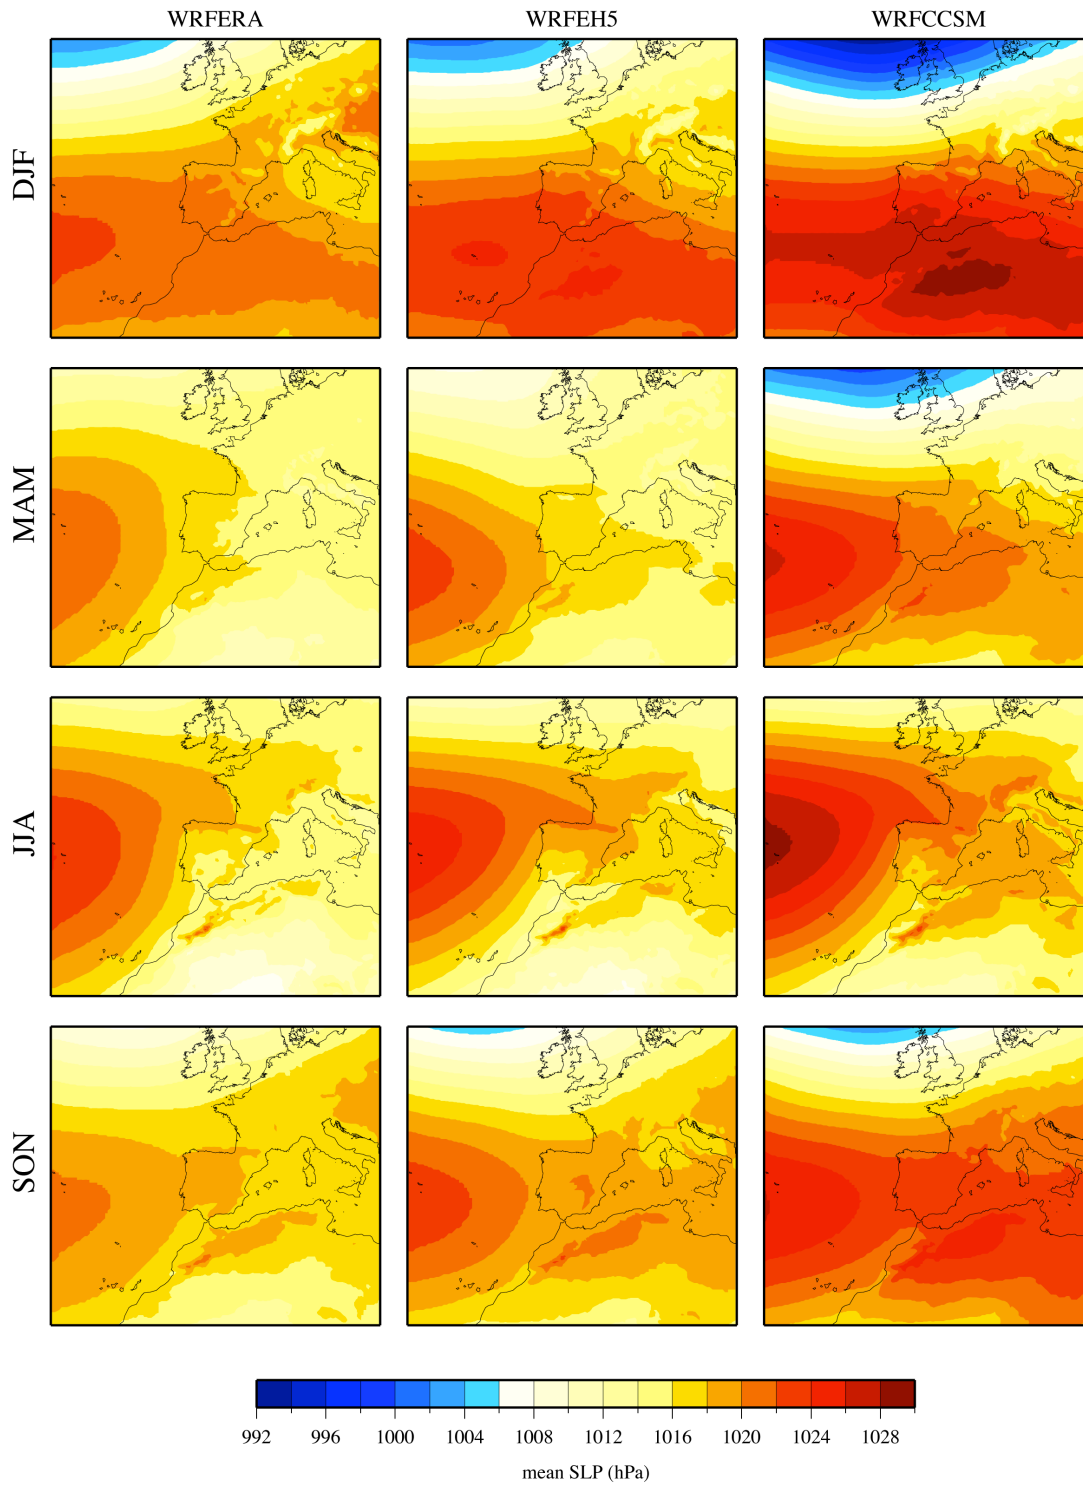 WRFERA WRFEH5 WRFCCSM
DJF
MAM
JJA
SON
992 996 1000 1004 1008 1012 1016 1020 1024 1028
mean SLP (hPa)